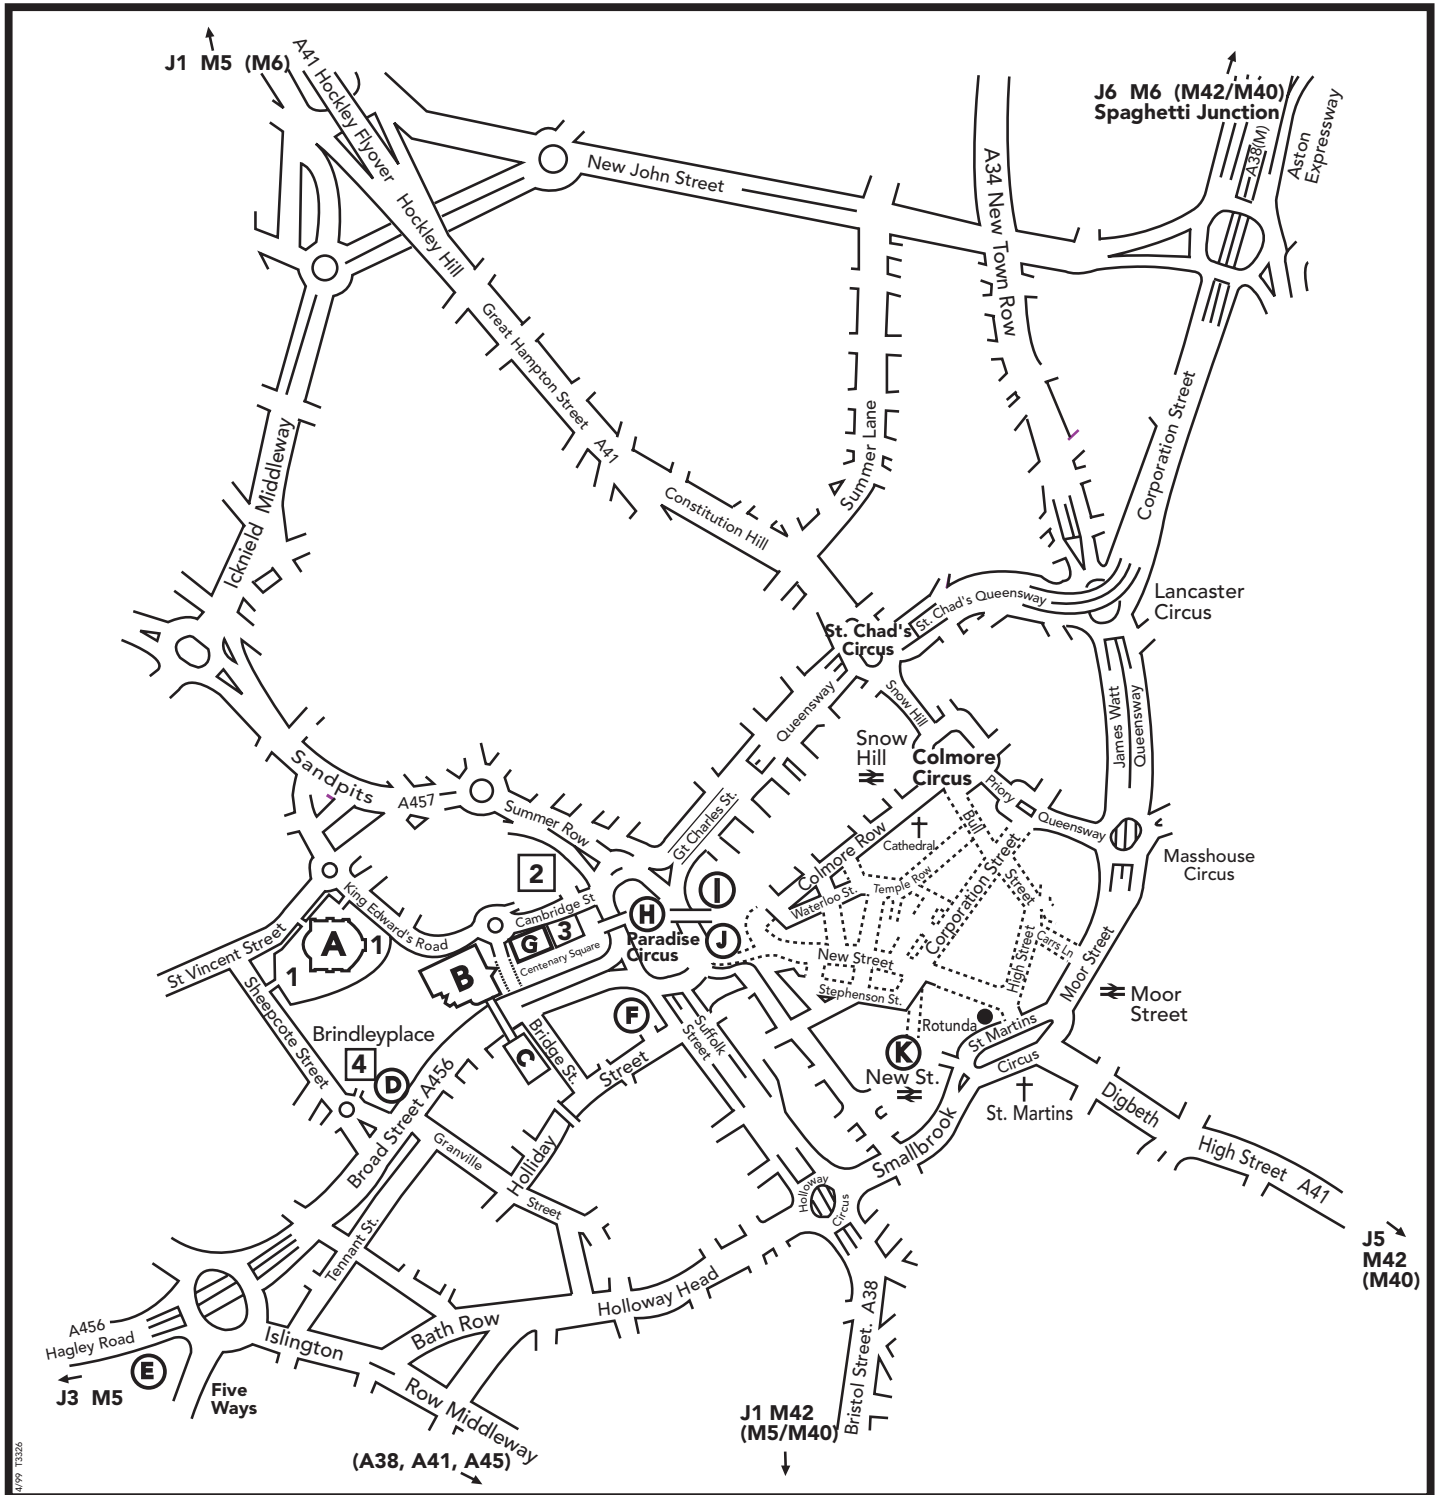 J1 M5 (M6)
A41 Hockley Flyover
J6 M6 (M42/M40)
Spaghetti Junction
A38(M)
Aston
Expressway
New John Street
A34 New Town Row
Hockley Hill
Great Hampton Street A41
Summer Lane
Corporation Street
Icknield Middleway
Constitution Hill
St. Chad's Queensway
Lancaster
Circus
St. Chad's
Circus
Queensway
Snow Hill
James Watt
Queensway
Snow
Hill
Colmore
Circus
Sandpits
A457
Summer Row
Gt Charles St.
Priory
Queensway
Masshouse
Circus
Bull
Street
Cathedral
Colmore Row
Temple Row
Waterloo St.
Corporation Street
2
I
King Edward's Road
Cambridge St
H
G
3
Paradise
Circus
J
Centenary Square
A
1
1
St Vincent Street
B
New Street
High Street
Carrs Ln
Moor Street
Stephenson St.
Moor
Street
Sheepcote Street
Brindleyplace
4
D
Broad Street A456
C
Bridge St.
F
Suffolk
Street
Street
Rotunda
St Martins
Circus
K
New St.
St. Martins
Digbeth
High Street A41
Smallbrook
Granville
Street
Holliday
Holloway
Circus
Tennant St.
J5
M42
(M40)
A456
Hagley Road
E
J3 M5
Five
Ways
Islington
Row Middleway
Bath Row
Holloway Head
Bristol Street. A38
J1 M42
(M5/M40)
(A38, A41, A45)
4/99 T3326